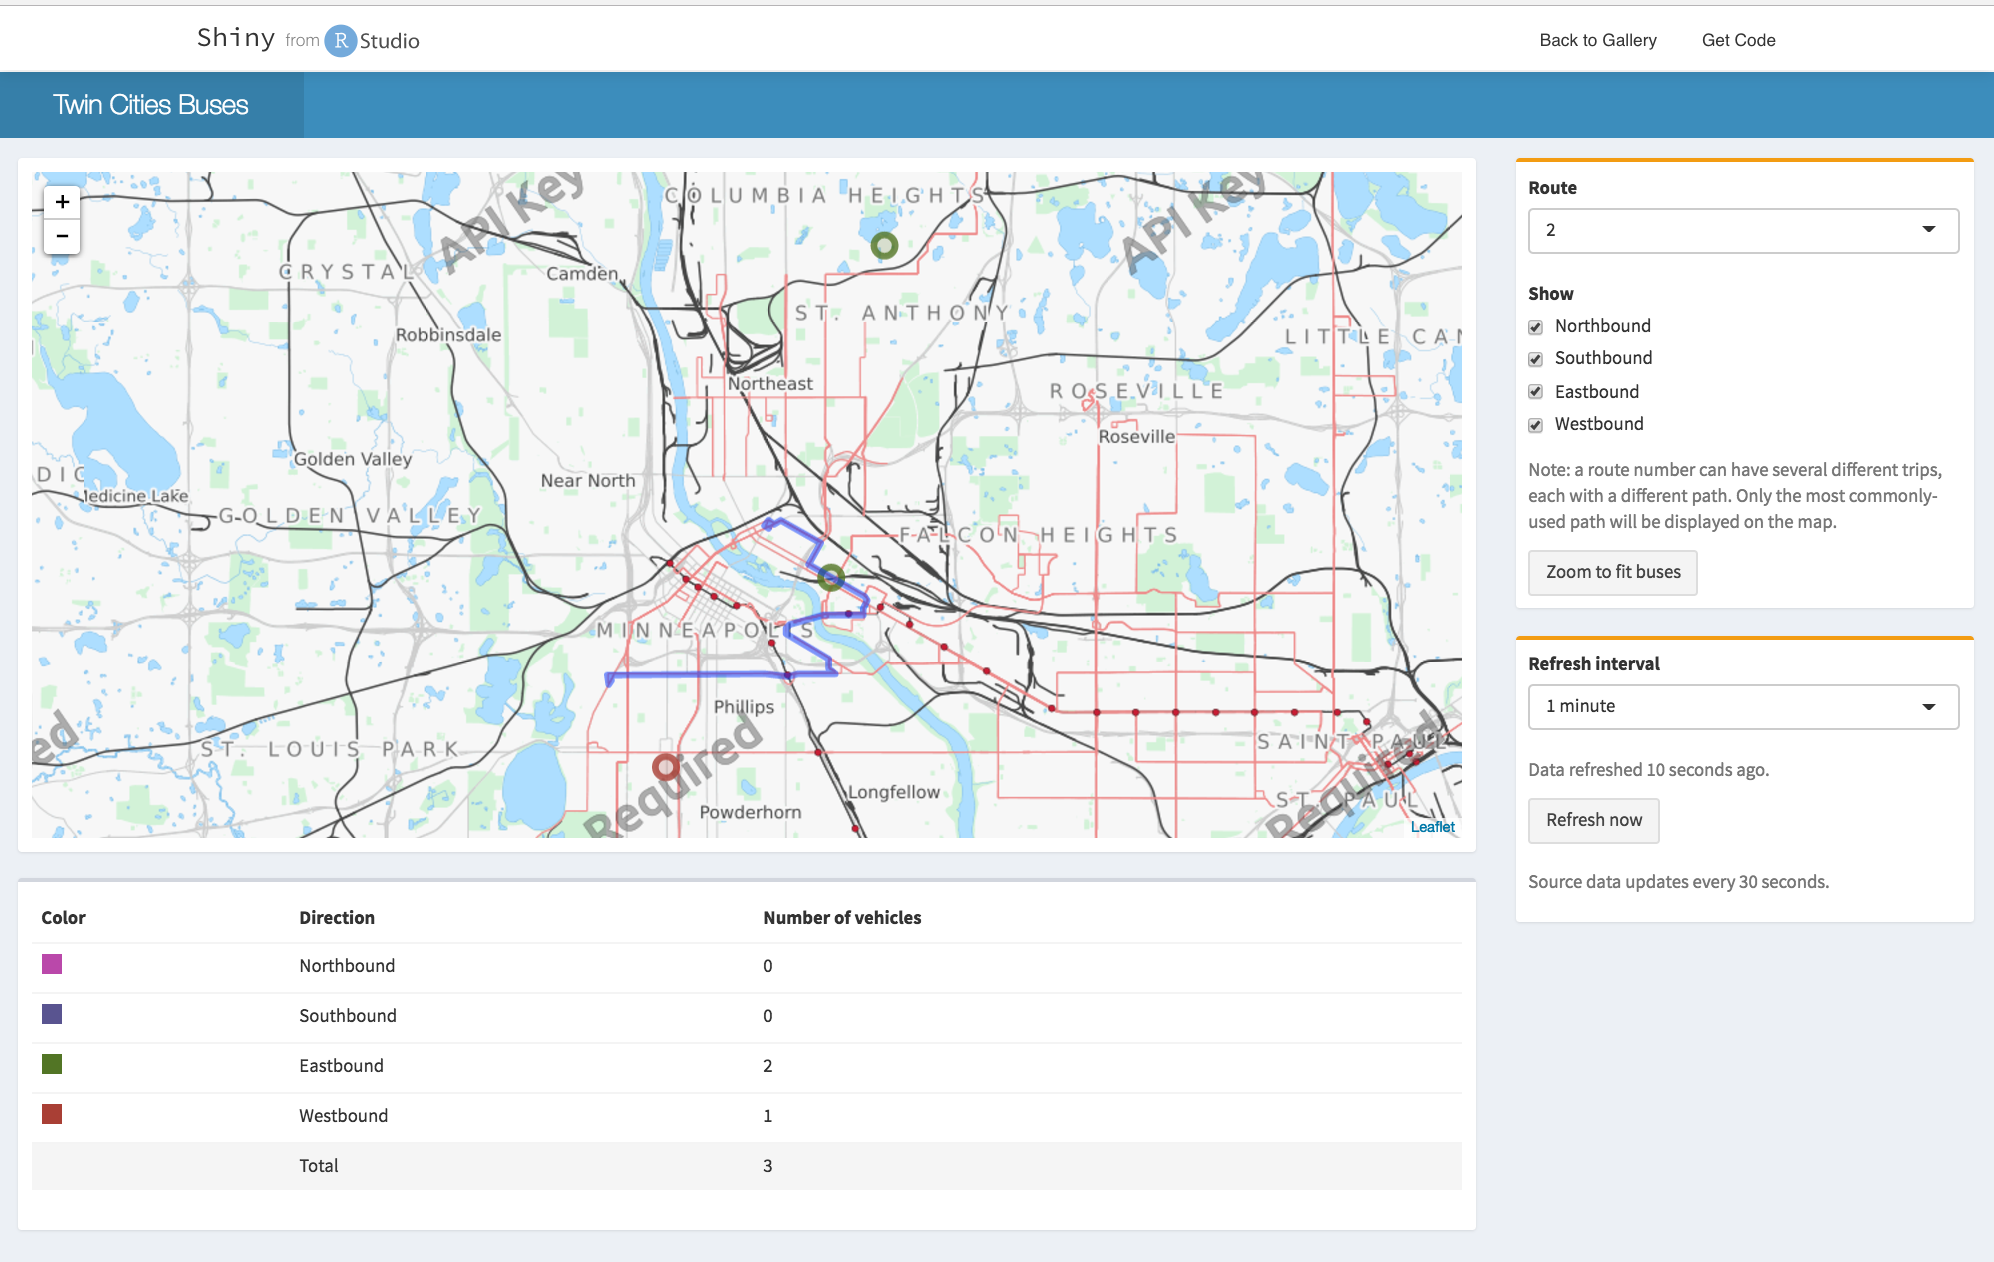 Shiny from R Studio
Back to Gallery
Get Code
Twin Cities Buses
+
−
API Key
API Key
COLUMBIA HEIGHTS
CRYSTAL
Camden
ST. ANTHONY
Robbinsdale
LITTLE CAN
Northeast
ROSEVILLE
Roseville
Golden Valley
Near North
DIC
Medicine Lake
GOLDEN VALLEY
FALCON HEIGHTS
MINNEAPOLIS
Phillips
ed
ST. LOUIS PARK
Required
SAINT PAUL
Required
Longfellow
Powderhorn
ST. PAUL
Leaflet
Route
2
Show
Northbound
Southbound
Eastbound
Westbound
Note: a route number can have several different trips,
each with a different path. Only the most commonly-
used path will be displayed on the map.
Zoom to fit buses
Refresh interval
1 minute
Data refreshed 10 seconds ago.
Refresh now
Source data updates every 30 seconds.
Color Direction Number of vehicles
Northbound 0
Southbound 0
Eastbound 2
Westbound 1
Total 3